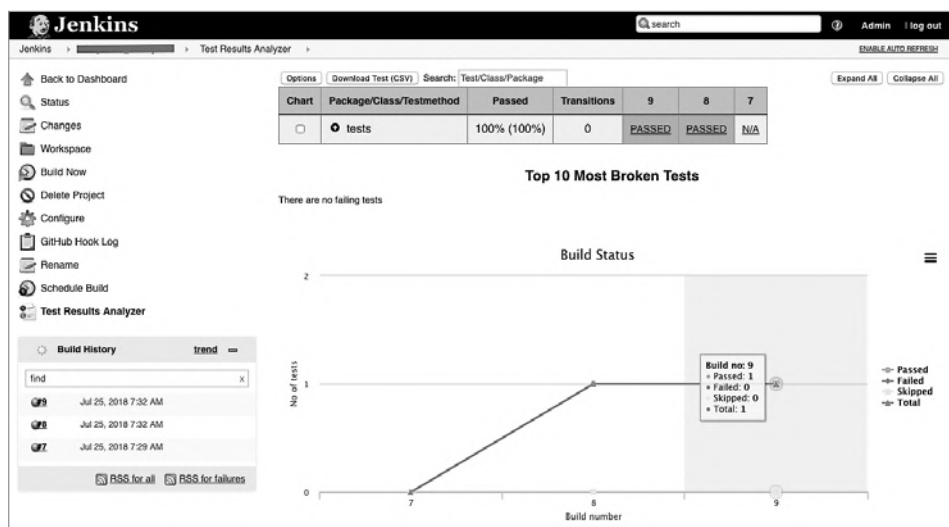 Jenkins
search
Admin
log out
Jenkins
Test Results Analyzer
ENABLE AUTO REFRESH
Back to Dashboard
Status
Changes
Workspace
Build Now
Delete Project
Configure
GitHub Hook Log
Rename
Schedule Build
Test Results Analyzer
Build History trend
find x
#9 Jul 25, 2018 7:32 AM
#8 Jul 25, 2018 7:32 AM
#7 Jul 25, 2018 7:29 AM
RSS for all RSS for failures
Options Download Test (CSV) Search: Test/Class/Package Expand All Collapse All
Chart Package/Class/Testmethod Passed Transitions 9 8 7
tests 100% (100%) 0 PASSED PASSED N/A
Top 10 Most Broken Tests
There are no failing tests
Build Status
No of tests
2
1
0
Build no: 9
Passed: 1
Failed: 0
Skipped: 0
Total: 1
Passed
Failed
Skipped
Total
7 8 9
Build number